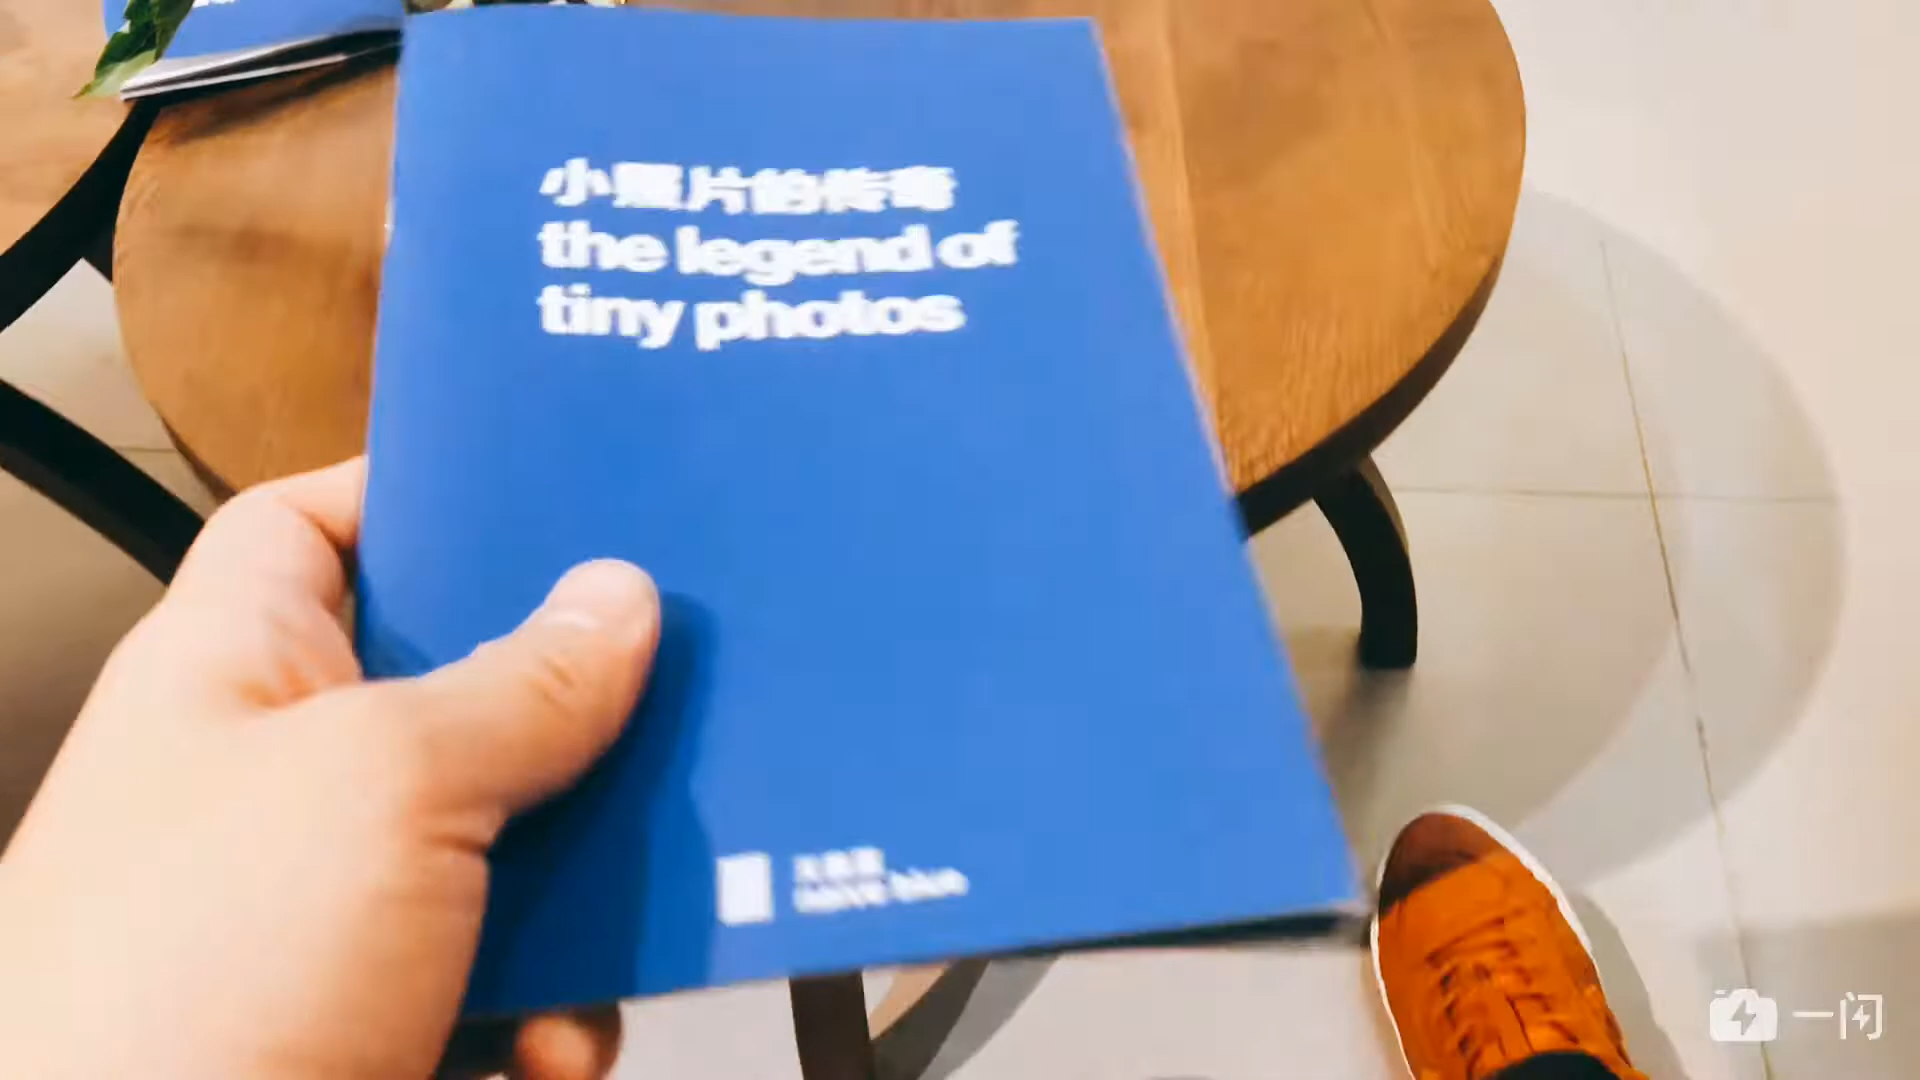 小照片的传奇
the legend of
tiny photos
一闪